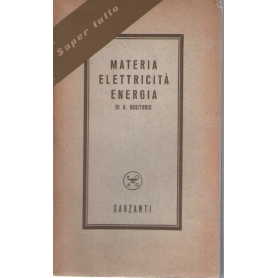 Saper tutto
MATERIA
ELETTRICITÀ
ENERGIA
DI A. BOUTARIC
GARZANTI